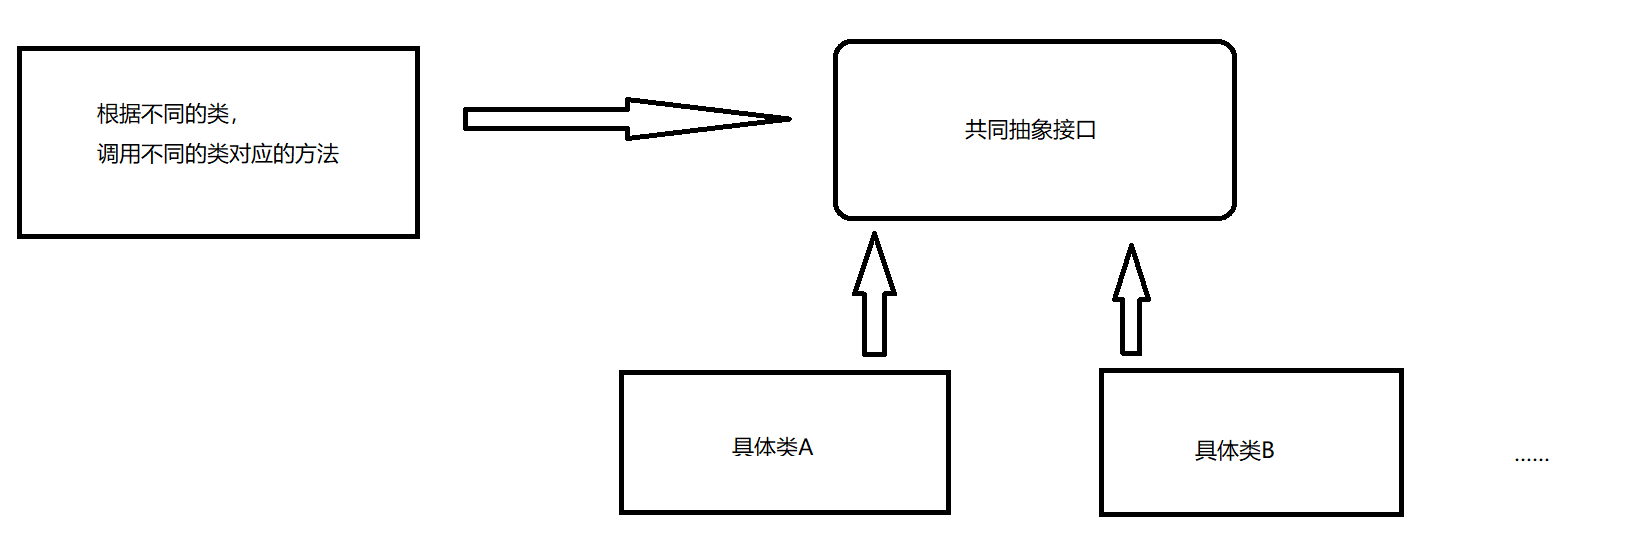 根据不同的类，
调用不同的类对应的方法
共同抽象接口
具体类A
具体类B
......